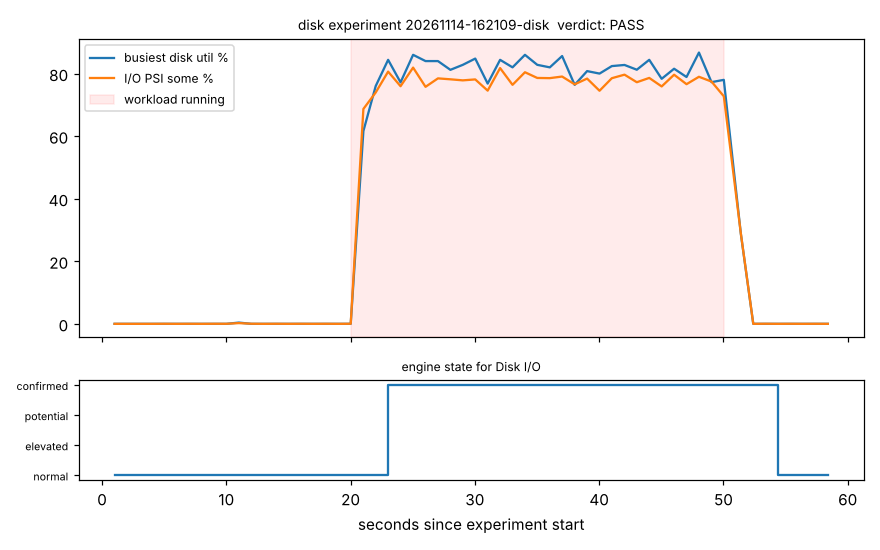 disk experiment 20261114-162109-disk  verdict: PASS
busiest disk util %
I/O PSI some %
workload running
80
60
40
20
0
engine state for Disk I/O
confirmed
potential
elevated
normal
0 10 20 30 40 50 60
seconds since experiment start